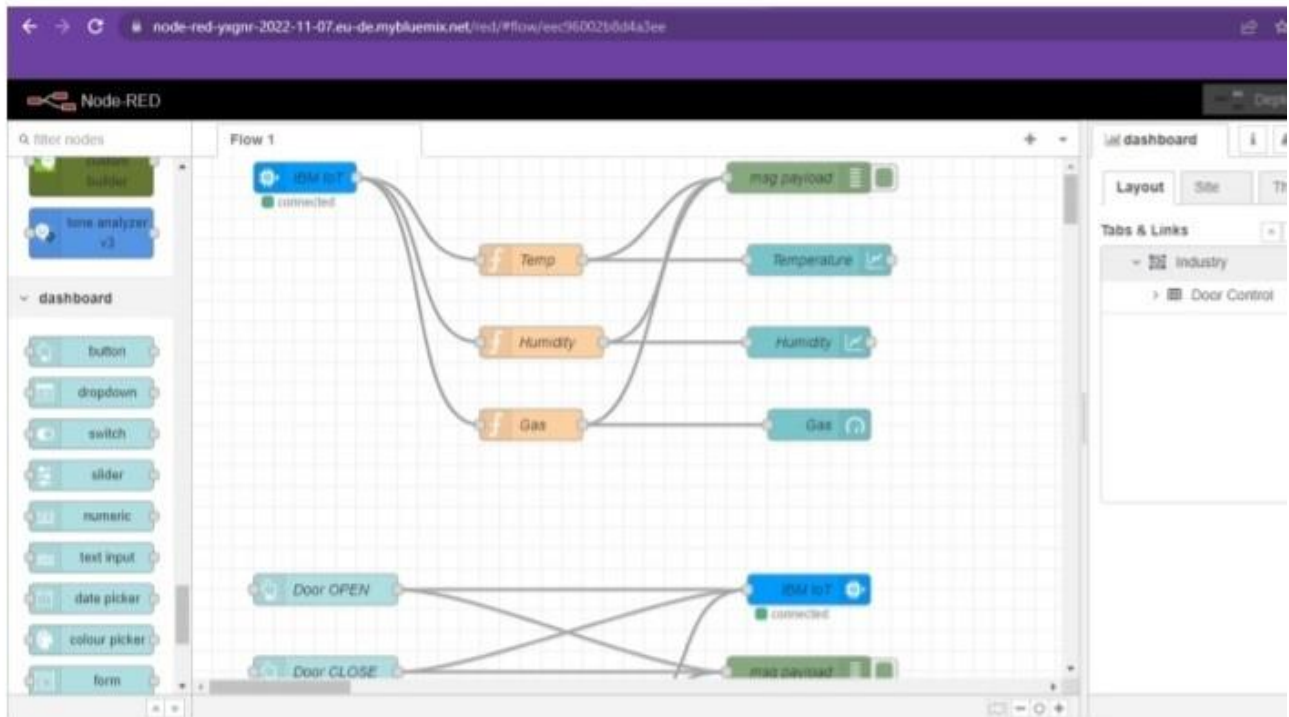 node-red-yxgnr-2022-11-07.eu-de.mybluemix.net/red/#flow/eec96002b8d4a3ee
Node-RED
filter nodes
Flow 1
dashboard
builder
tone analyzer
v3
dashboard
button
dropdown
switch
slider
numeric
text input
date picker
colour picker
form
IBM IoT
connected
msg.payload
Temp
Temperature
Humidity
Humidity
Gas
Gas
Door OPEN
IBM IoT
connected
Door CLOSE
msg.payload
Layout
Site
Tabs & Links
Industry
Door Control